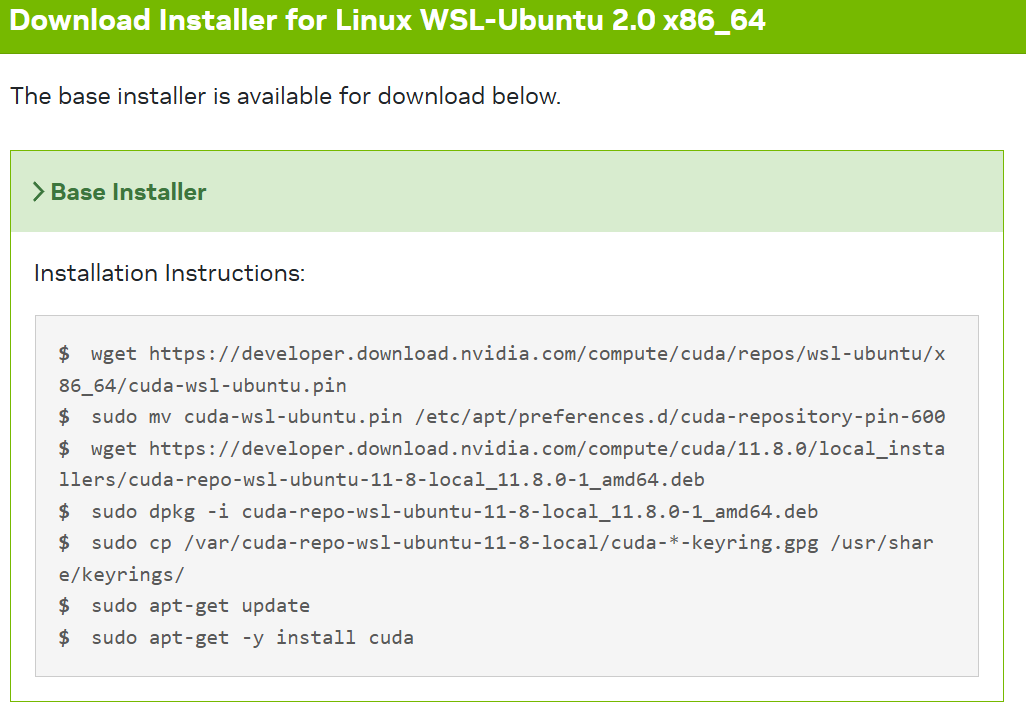 Download Installer for Linux WSL-Ubuntu 2.0 x86_64
The base installer is available for download below.
Base Installer
Installation Instructions:
$ wget https://developer.download.nvidia.com/compute/cuda/repos/wsl-ubuntu/x
86_64/cuda-wsl-ubuntu.pin
$ sudo mv cuda-wsl-ubuntu.pin /etc/apt/preferences.d/cuda-repository-pin-600
$ wget https://developer.download.nvidia.com/compute/cuda/11.8.0/local_insta
llers/cuda-repo-wsl-ubuntu-11-8-local_11.8.0-1_amd64.deb
$ sudo dpkg -i cuda-repo-wsl-ubuntu-11-8-local_11.8.0-1_amd64.deb
$ sudo cp /var/cuda-repo-wsl-ubuntu-11-8-local/cuda-*-keyring.gpg /usr/shar
e/keyrings/
$ sudo apt-get update
$ sudo apt-get -y install cuda